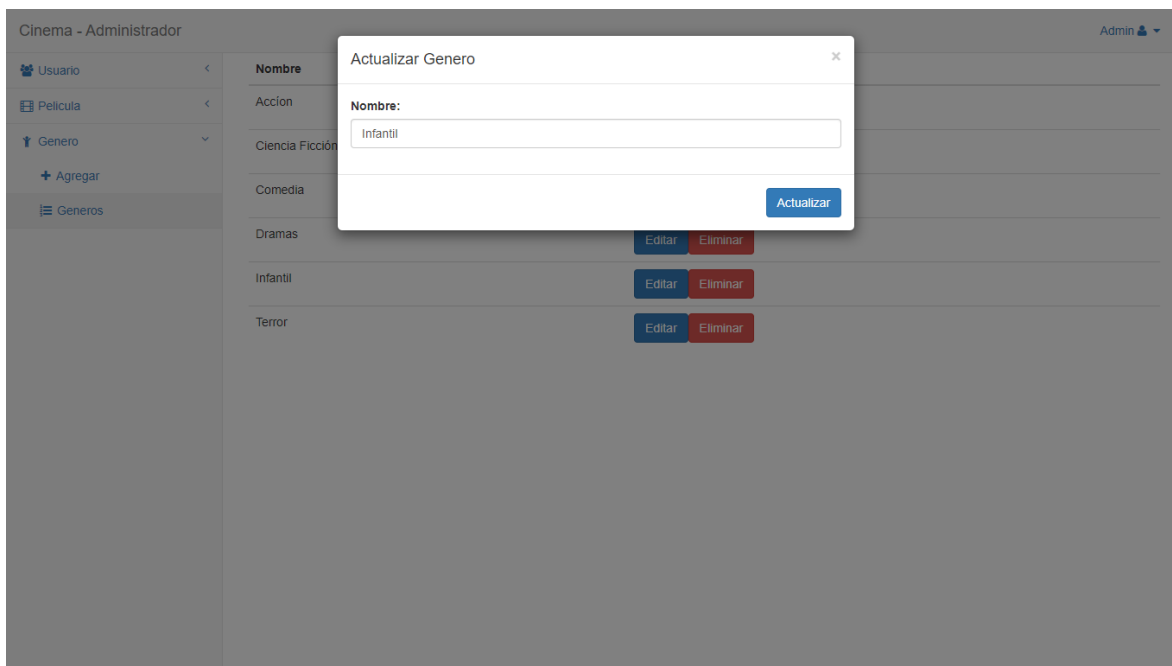 Cinema - Administrador
Admin
Usuario
Pelicula
Genero
Agregar
Generos
Nombre
Accíon
Ciencia Ficción
Comedia
Dramas
Editar Eliminar
Infantil
Editar Eliminar
Terror
Editar Eliminar
Actualizar Genero
×
Nombre:
Infantil
Actualizar